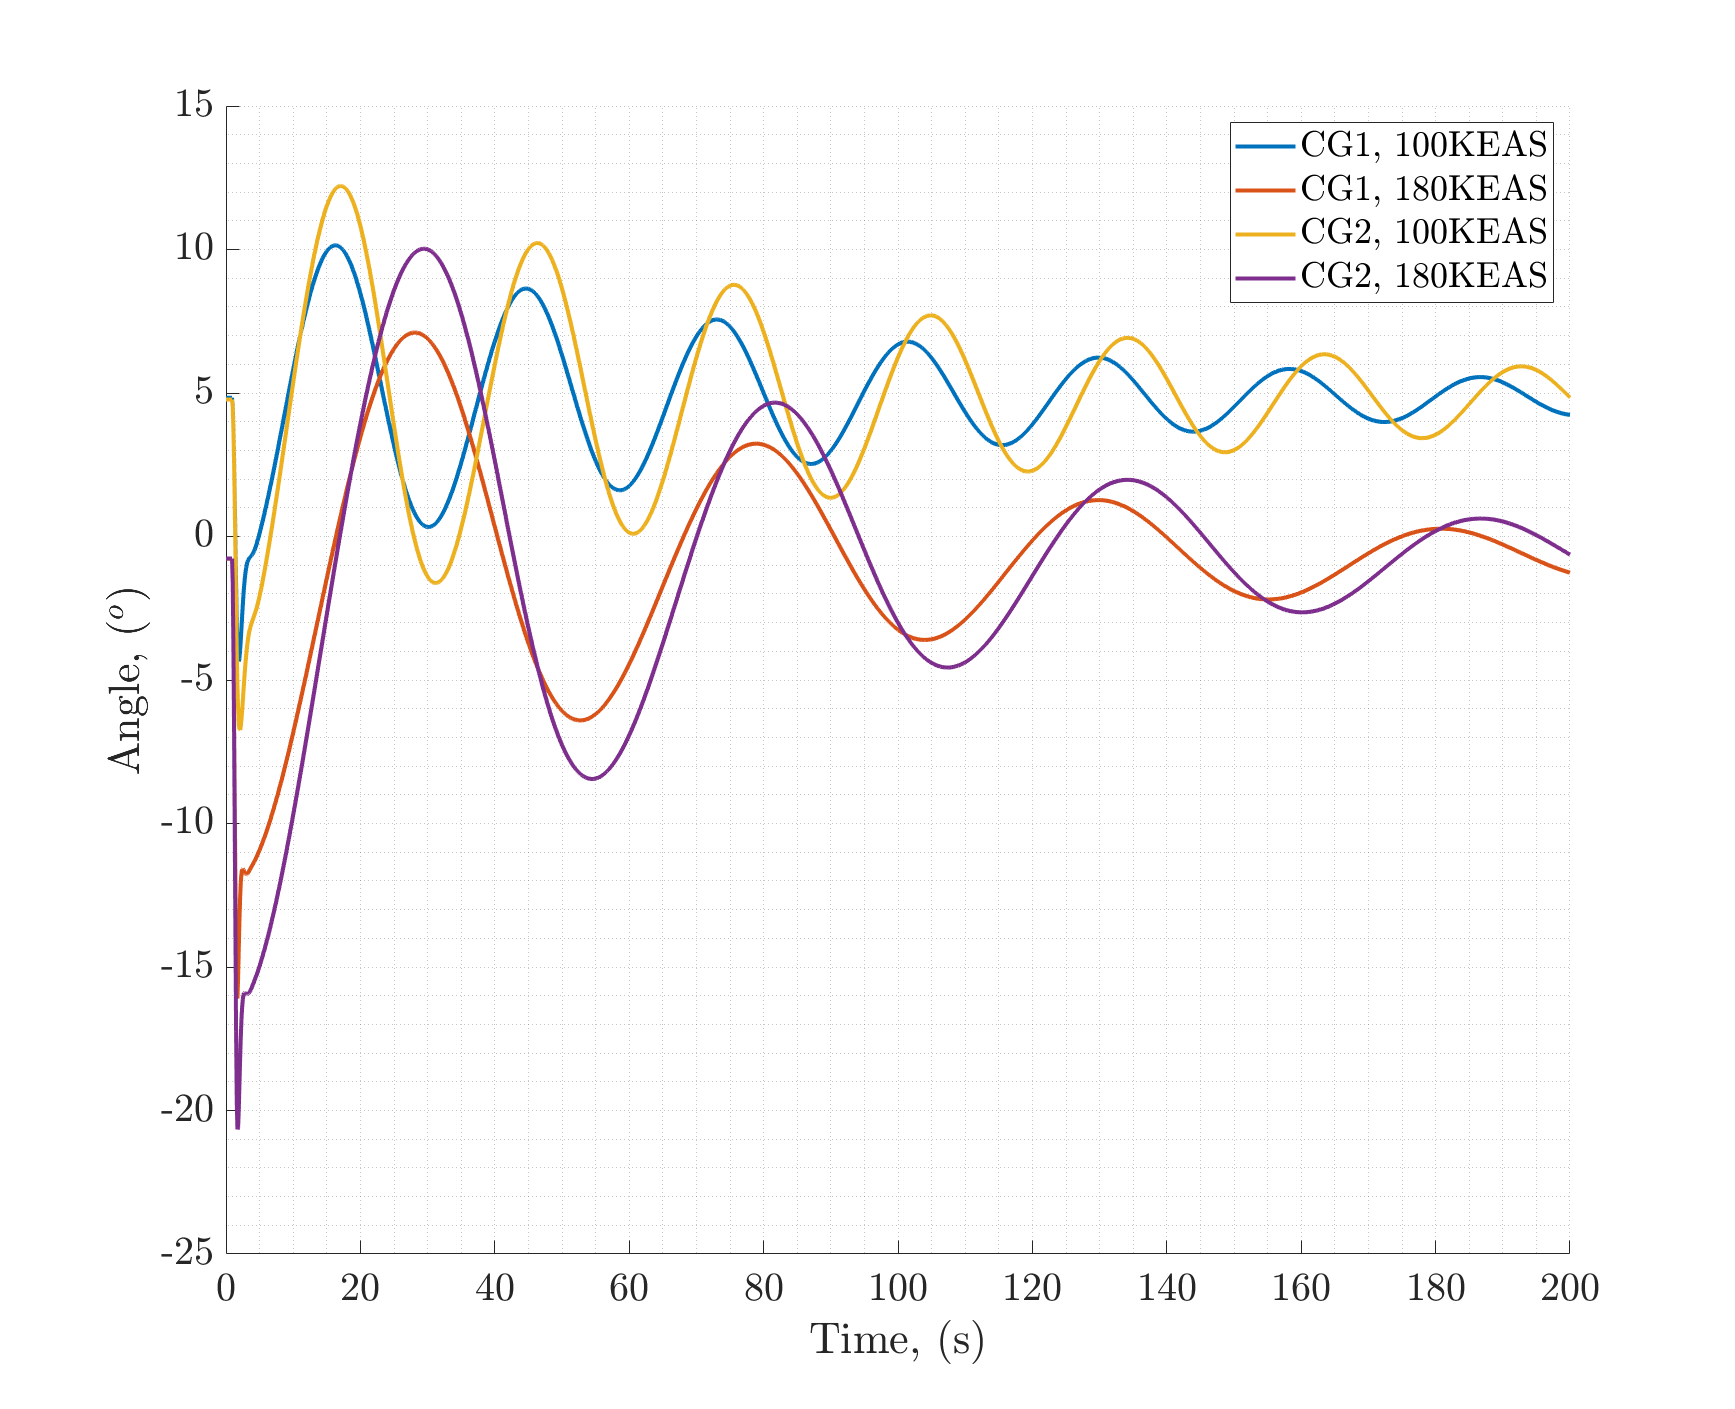 15
10
5
0
-5
-10
-15
-20
-25
0 20 40 60 80 100 120 140 160 180 200
Time, (s)
Angle, (o)
CG1, 100KEAS
CG1, 180KEAS
CG2, 100KEAS
CG2, 180KEAS